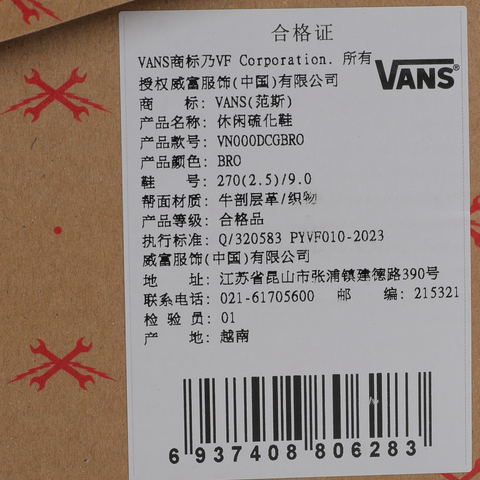 合格证
VANS商标乃VF Corporation. 所有
授权威富服饰(中国)有限公司
VANS®
商 标: VANS(范斯)
产品名称: 休闲硫化鞋
产品款号: VN000DCGBRO
产品颜色: BRO
鞋 号: 270(2.5)/9.0
帮面材质: 牛剖层革/织物
产品等级: 合格品
执行标准: Q/320583 PYVF010-2023
威富服饰(中国)有限公司
地 址: 江苏省昆山市张浦镇建德路390号
联系电话: 021-61705600 邮 编: 215321
检 验 员: 01
产 地: 越南
6 937408 806283